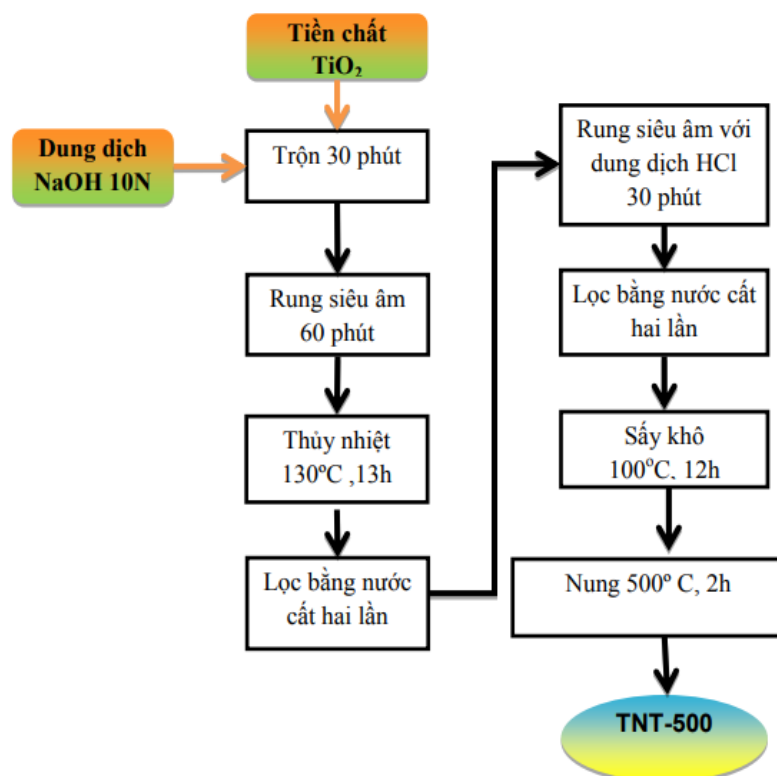 Tiền chất
TiO₂
Dung dịch
NaOH 10N
Trộn 30 phút
Rung siêu âm
60 phút
Thủy nhiệt
130ºC ,13h
Lọc bằng nước
cất hai lần
Rung siêu âm với
dung dịch HCl
30 phút
Lọc bằng nước cất
hai lần
Sấy khô
100°C, 12h
Nung 500º C, 2h
TNT-500